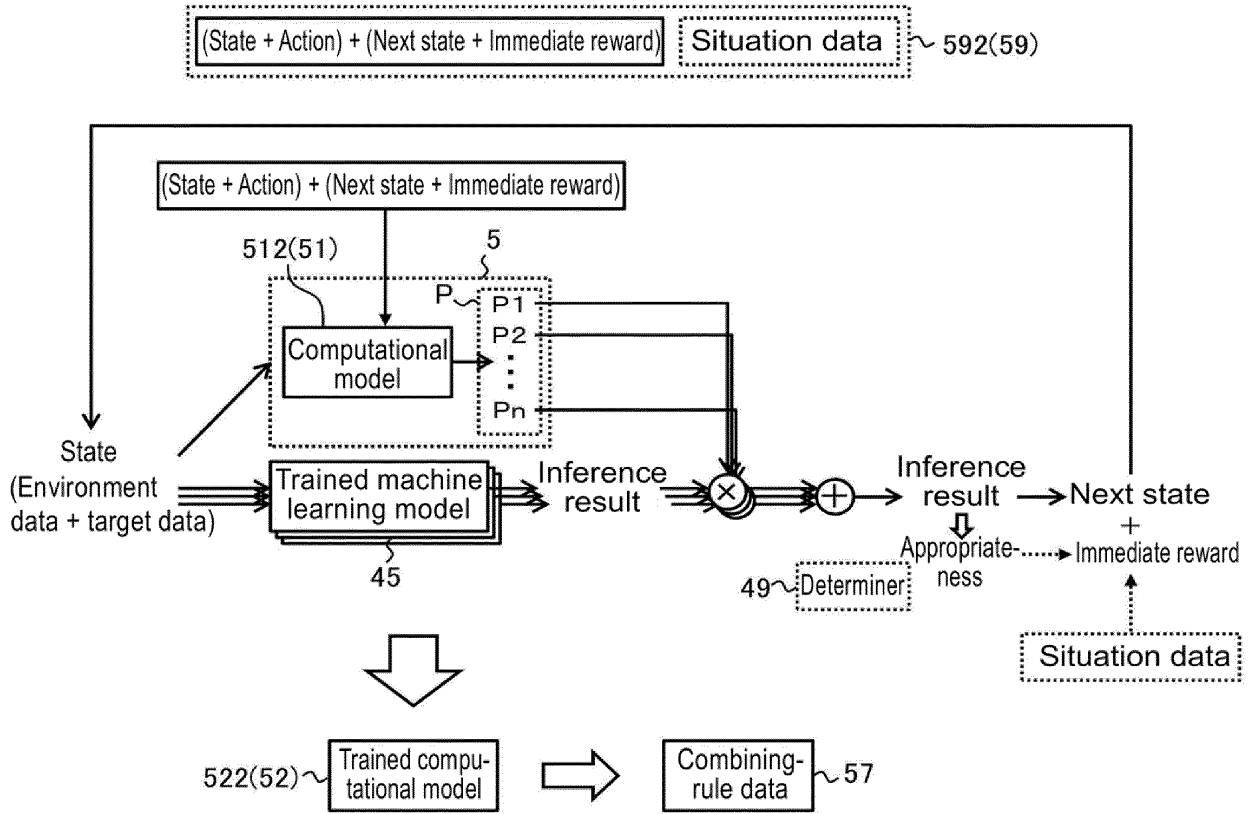 (State + Action) + (Next state + Immediate reward)
Situation data
592(59)
(State + Action) + (Next state + Immediate reward)
512(51)
5
P
P1
P2
Pn
Computational
model
State
(Environment
data + target data)
Trained machine
learning model
45
Inference
result
×
+
Inference
result
Next state
+
Immediate reward
Appropriate-
ness
49
Determiner
Situation data
522(52)
Trained compu-
tational model
Combining-
rule data
57